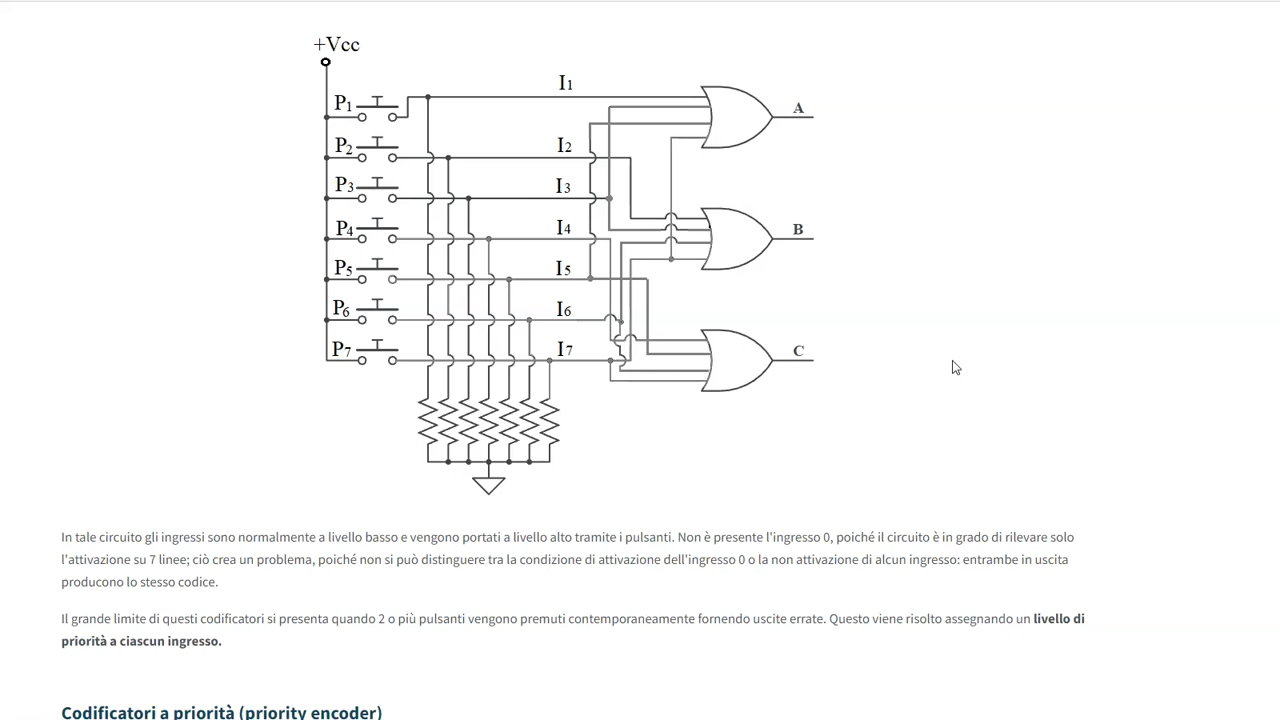 +Vcc
P1
I1
A
P2
I2
P3
I3
P4
I4
B
P5
I5
P6
I6
P7
I7
C
In tale circuito gli ingressi sono normalmente a livello basso e vengono portati a livello alto tramite i pulsanti. Non è presente l'ingresso 0, poiché il circuito è in grado di rilevare solo
l'attivazione su 7 linee; ciò crea un problema, poiché non si può distinguere tra la condizione di attivazione dell'ingresso 0 o la non attivazione di alcun ingresso: entrambe in uscita
producono lo stesso codice.
Il grande limite di questi codificatori si presenta quando 2 o più pulsanti vengono premuti contemporaneamente fornendo uscite errate. Questo viene risolto assegnando un livello di
priorità a ciascun ingresso.
Codificatori a priorità (priority encoder)